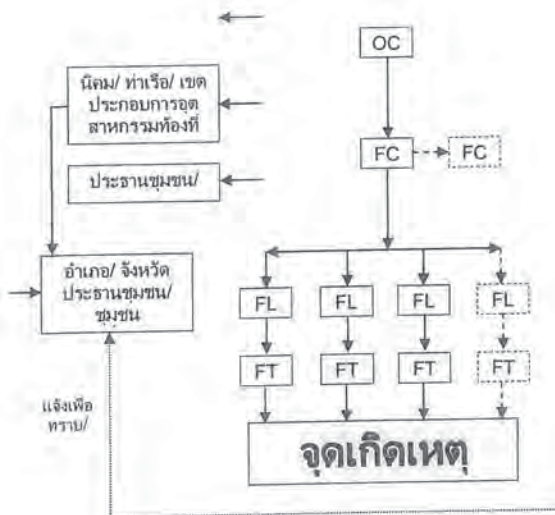 OC
นิคม/ ท่าเรือ/ เขต
ประกอบการอุต
สาหกรรมท้องที่
FC
FC
ประธานชุมชน/
อำเภอ/ จังหวัด
ประธานชุมชน/
ชุมชน
FL
FL
FL
FL
FT
FT
FT
FT
แจ้งเพื่อ
ทราบ/
จุดเกิดเหตุ